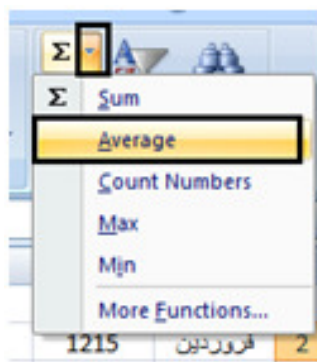 Σ
Σ Sum
Average
Count Numbers
Max
Min
More Functions...
1215 فروردین 2